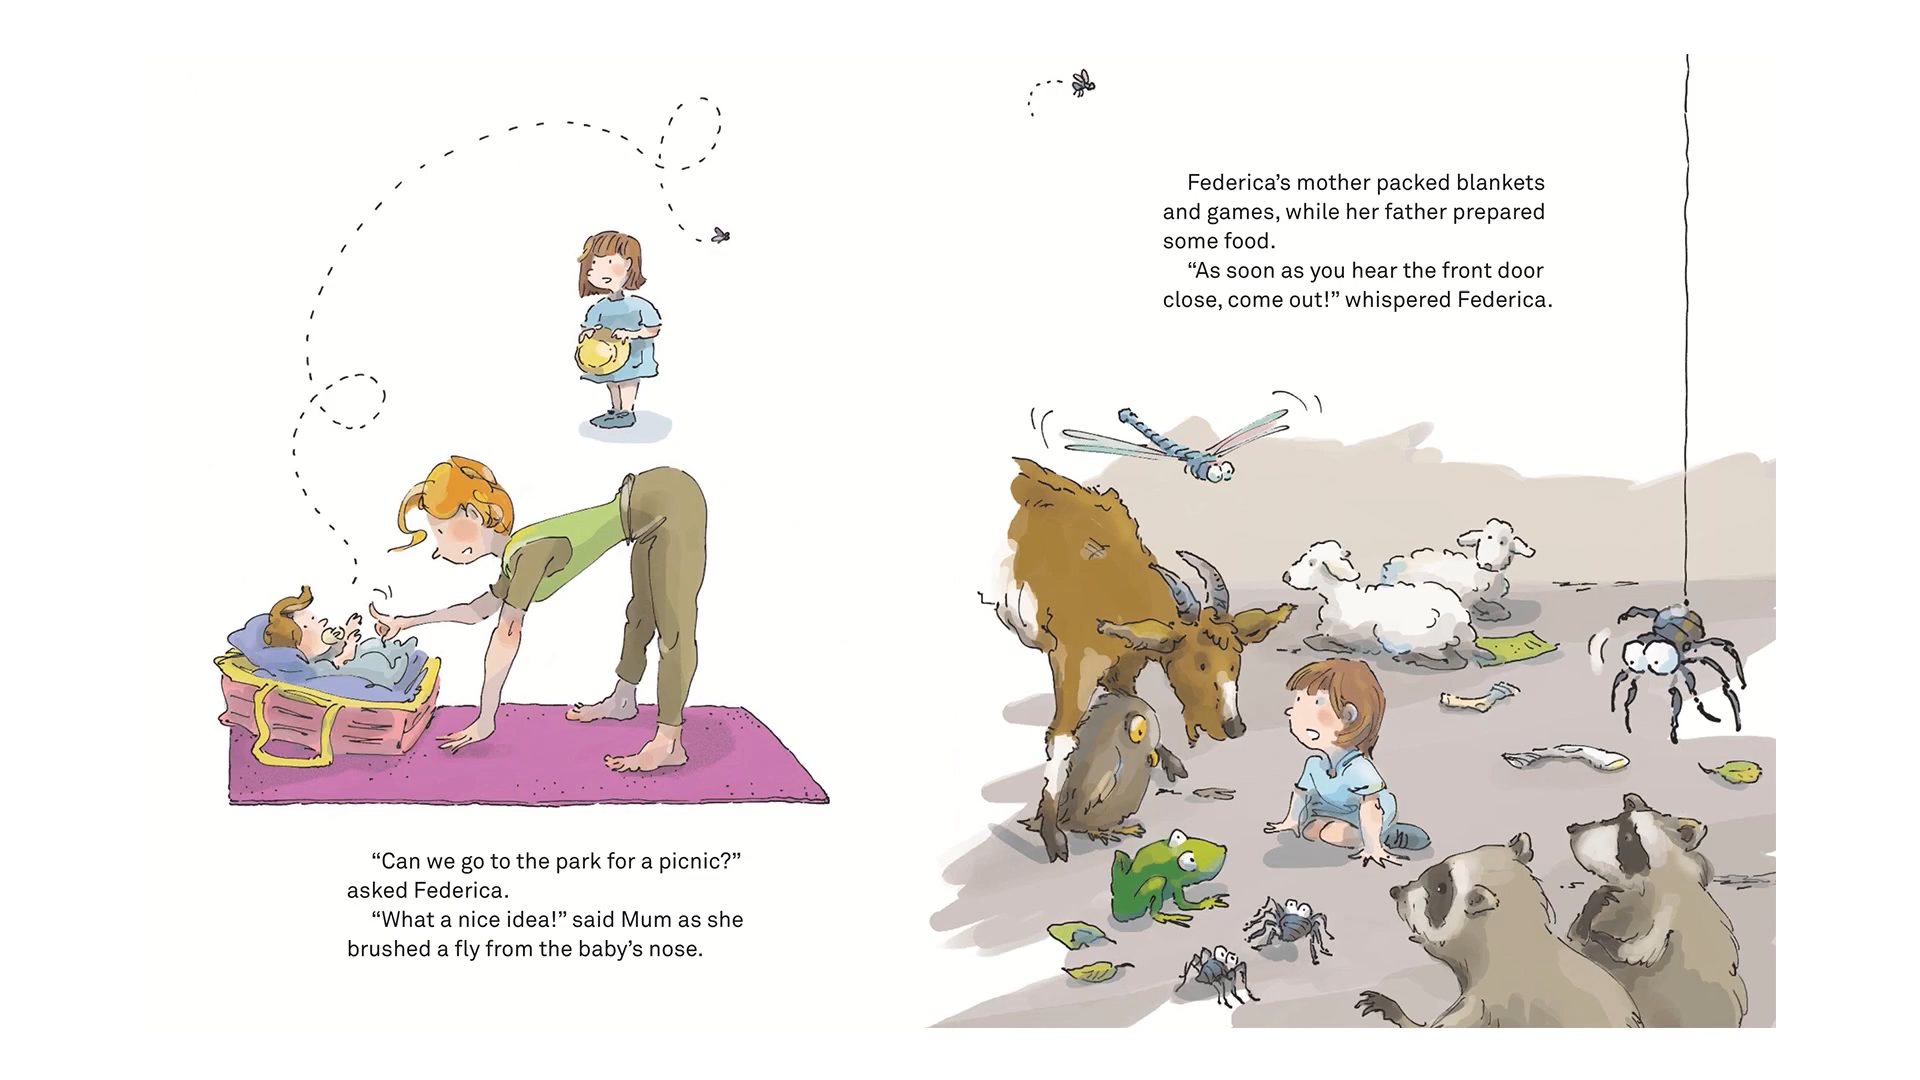 “Can we go to the park for a picnic?”
asked Federica.
“What a nice idea!” said Mum as she
brushed a fly from the baby’s nose.
Federica’s mother packed blankets
and games, while her father prepared
some food.
“As soon as you hear the front door
close, come out!” whispered Federica.